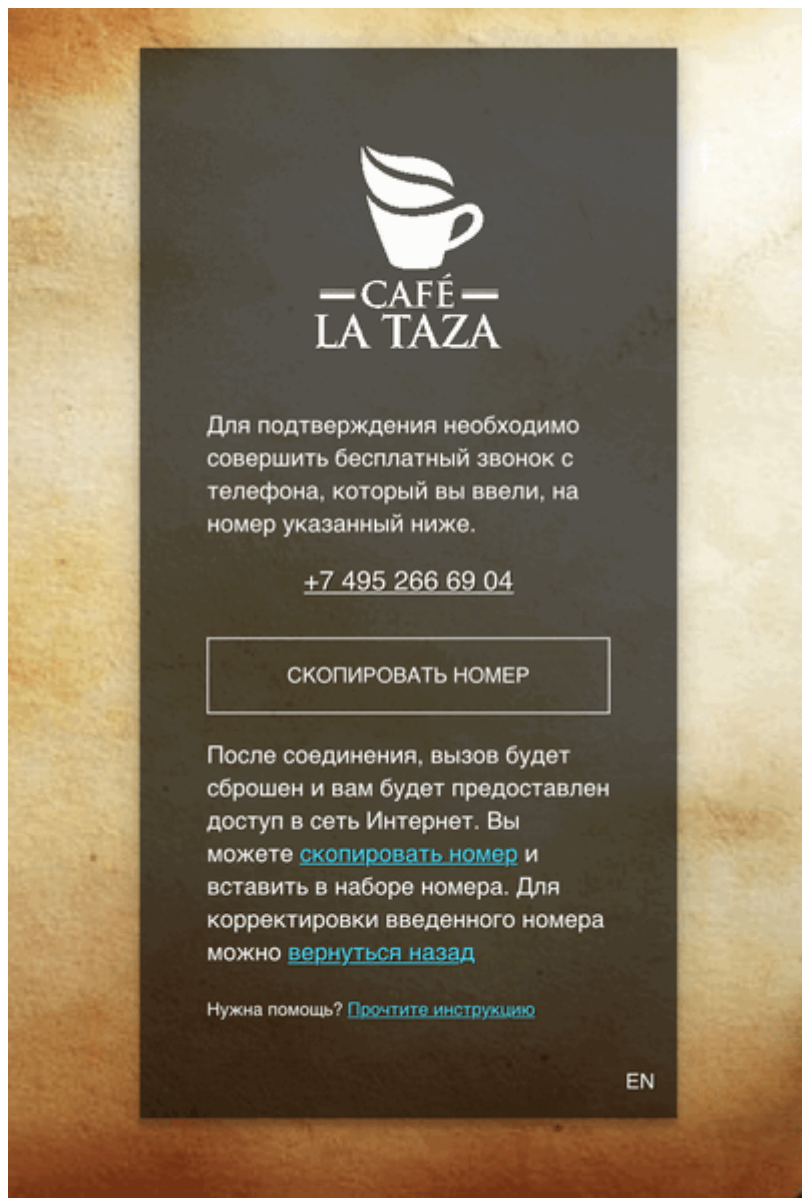 CAFÉ
LA TAZA
Для подтверждения необходимо
совершить бесплатный звонок с
телефона, который вы ввели, на
номер указанный ниже.
+7 495 266 69 04
СКОПИРОВАТЬ НОМЕР
После соединения, вызов будет
сброшен и вам будет предоставлен
доступ в сеть Интернет. Вы
можете скопировать номер и
вставить в наборе номера. Для
корректировки введенного номера
можно вернуться назад
Нужна помощь? Прочтите инструкцию
EN